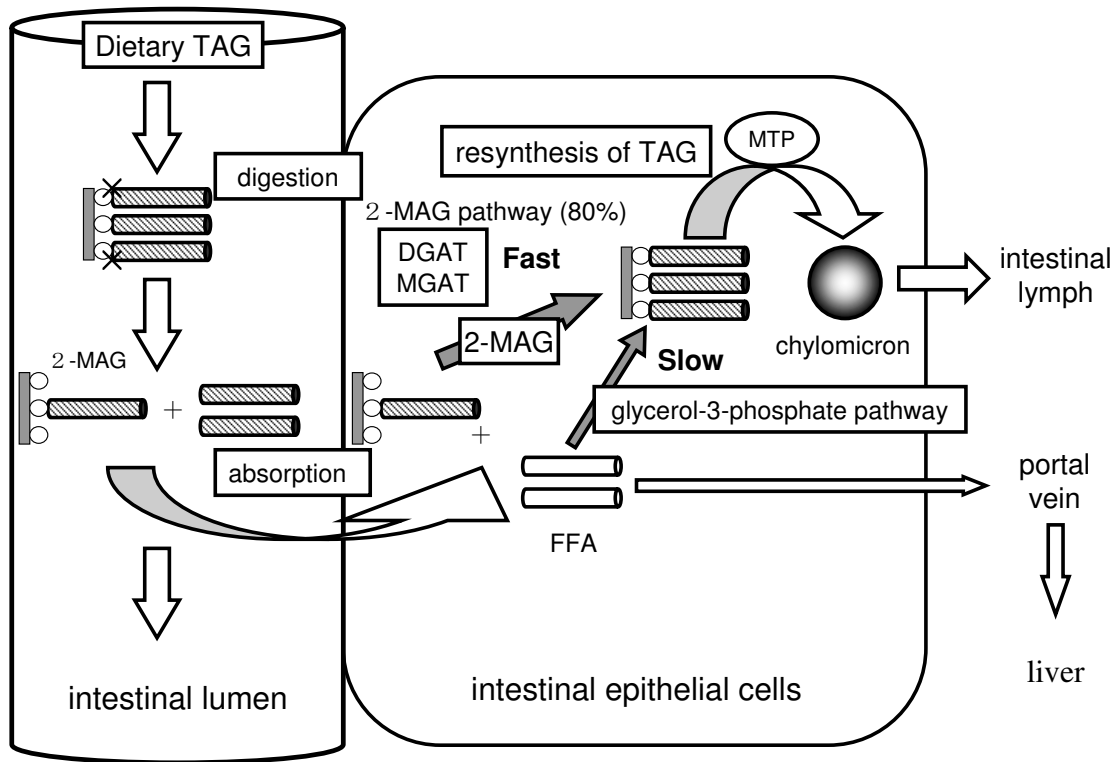 Dietary TAG
digestion
2-MAG
+
absorption
intestinal lumen
resynthesis of TAG
MTP
2-MAG pathway (80%)
DGAT
MGAT
Fast
2-MAG
Slow
glycerol-3-phosphate pathway
+
FFA
chylomicron
intestinal epithelial cells
intestinal
lymph
portal
vein
liver